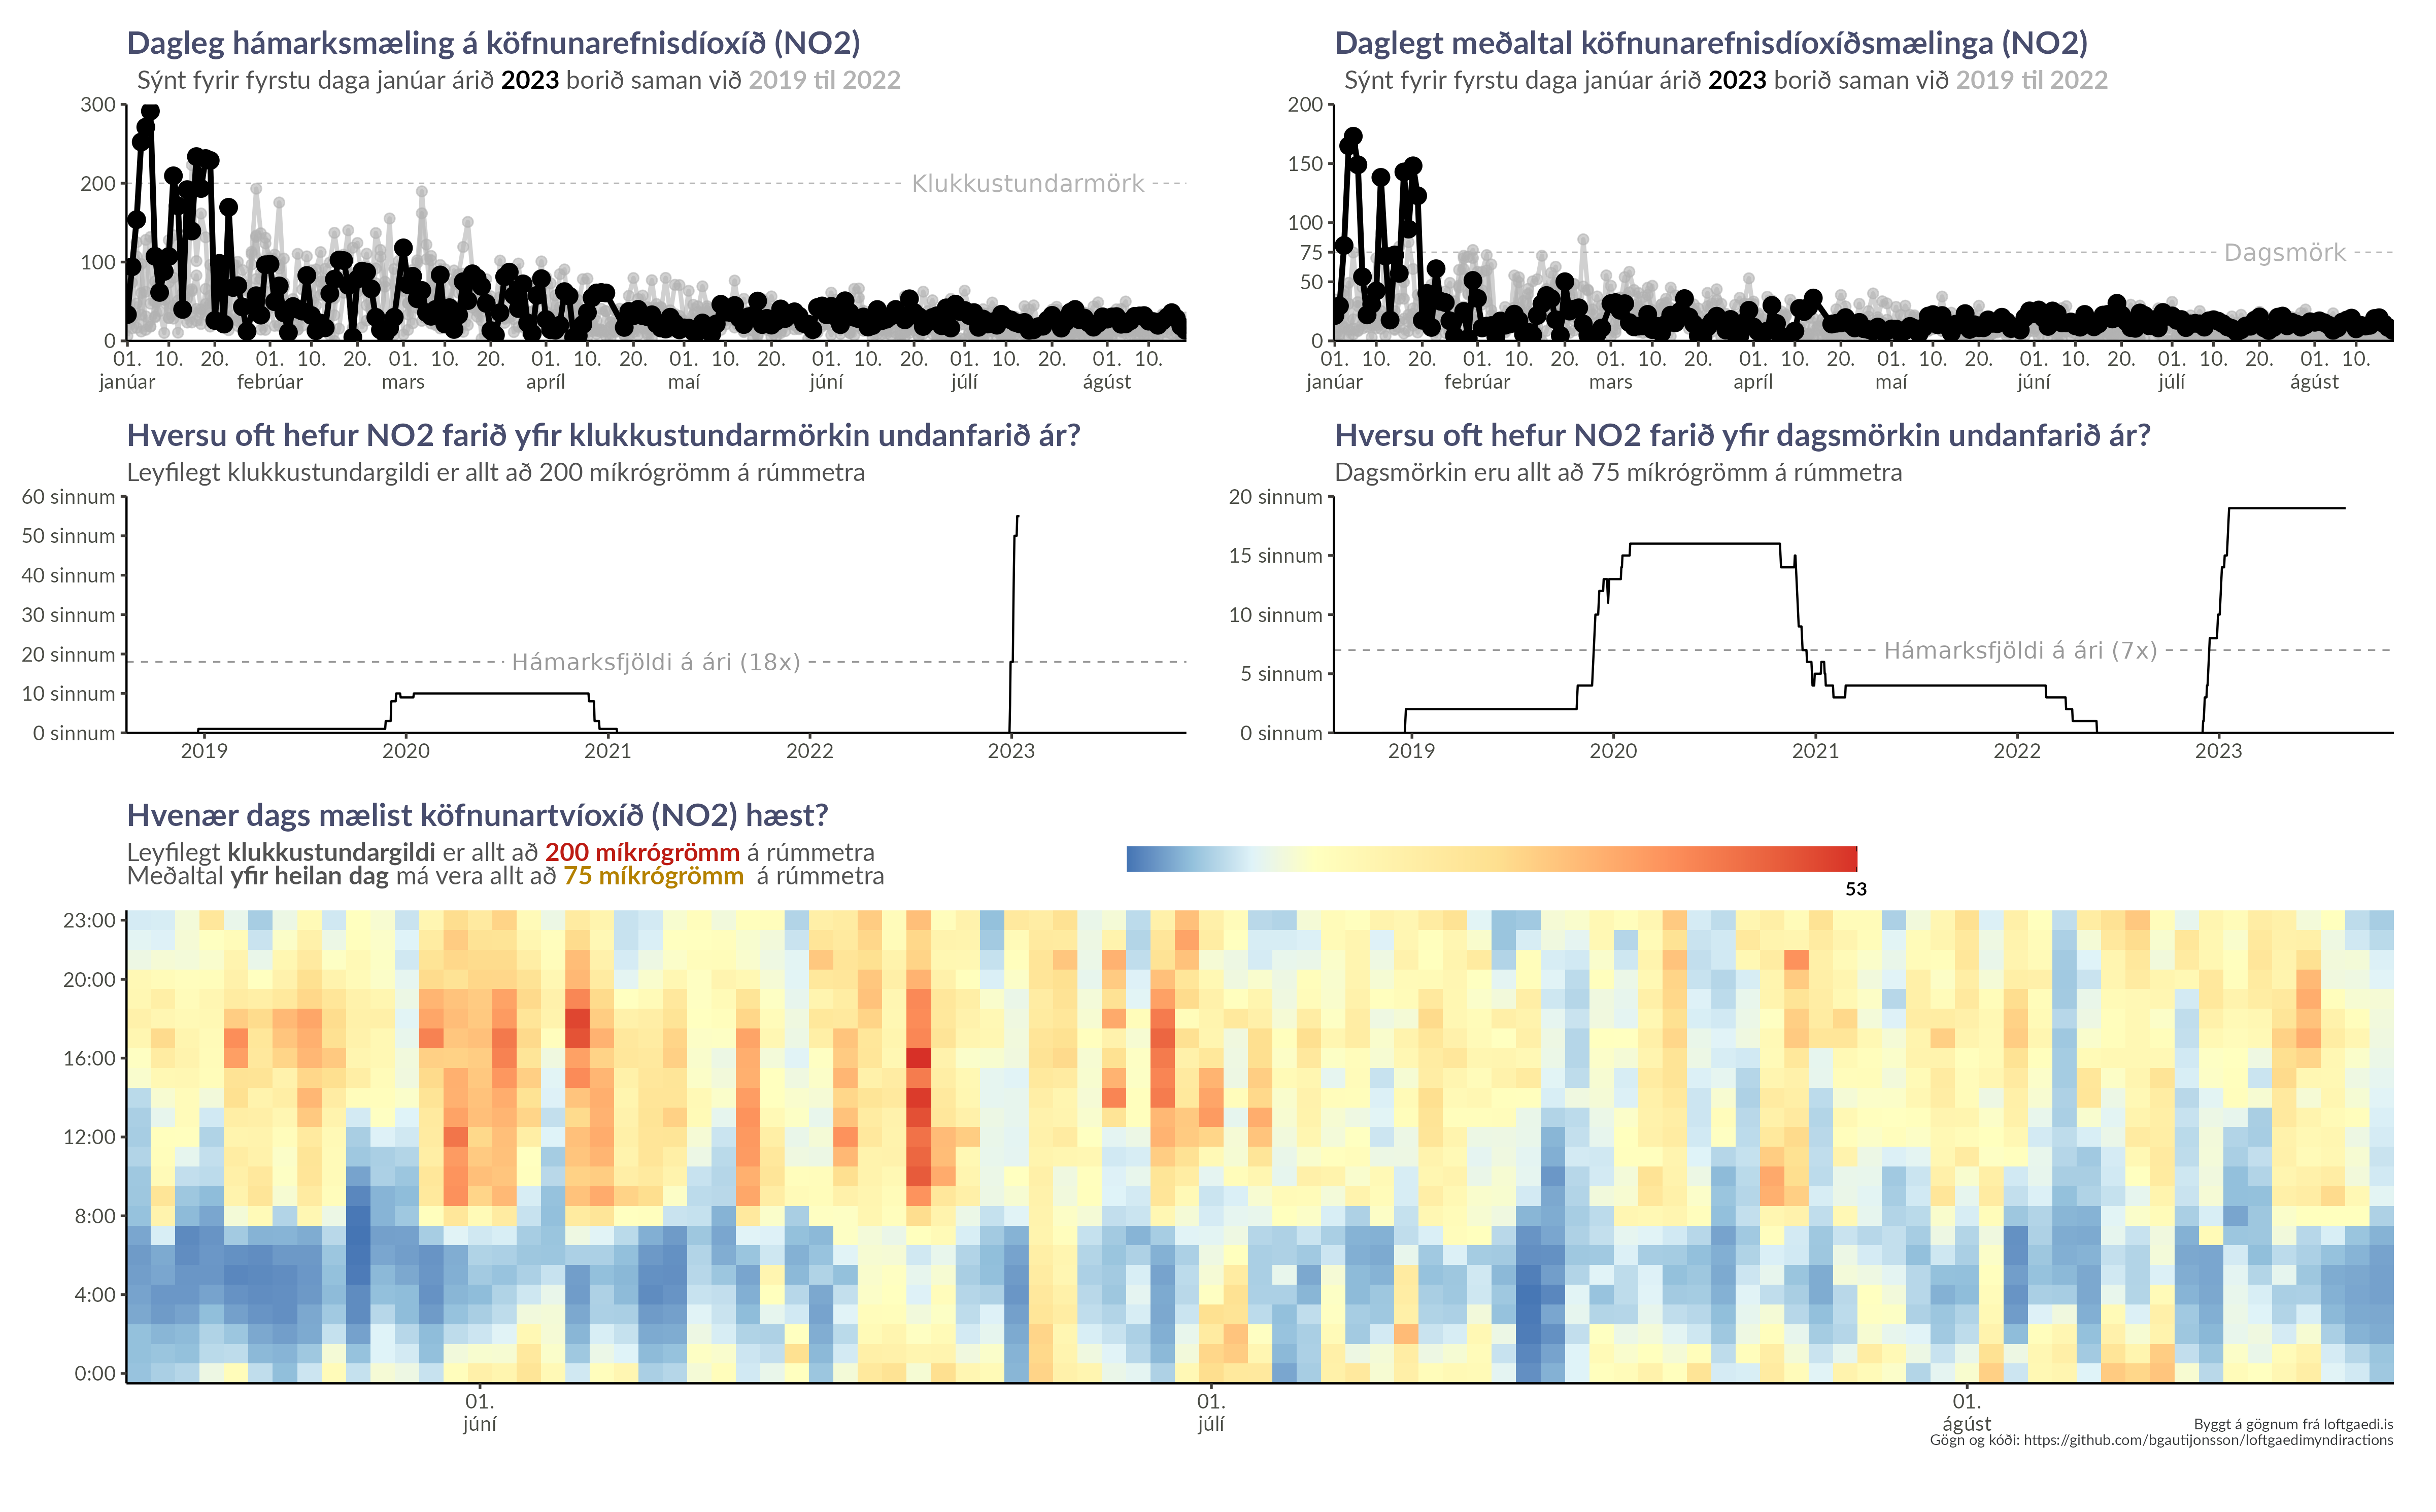 Dagleg hámarksmæling á köfnunarefnisdíoxíð (NO2)
Sýnt fyrir fyrstu daga janúar árið 2023 borið saman við 2019 til 2022
300
200
100
0
Klukkustundarmörk
01. 10. 20. 01. 10. 20. 01. 10. 20. 01. 10. 20. 01. 10. 20. 01. 10. 20. 01. 10. 20. 01. 10.
janúar febrúar mars apríl maí júní júlí ágúst
Daglegt meðaltal köfnunarefnisdíoxíðsmælinga (NO2)
Sýnt fyrir fyrstu daga janúar árið 2023 borið saman við 2019 til 2022
200
150
100
75
50
0
Dagsmörk
01. 10. 20. 01. 10. 20. 01. 10. 20. 01. 10. 20. 01. 10. 20. 01. 10. 20. 01. 10. 20. 01. 10.
janúar febrúar mars apríl maí júní júlí ágúst
Hversu oft hefur NO2 farið yfir klukkustundarmörkin undanfarið ár?
Leyfilegt klukkustundargildi er allt að 200 míkrógrömm á rúmmetra
60 sinnum
50 sinnum
40 sinnum
30 sinnum
20 sinnum
10 sinnum
0 sinnum
Hámarksfjöldi á ári (18x)
2019 2020 2021 2022 2023
Hversu oft hefur NO2 farið yfir dagsmörkin undanfarið ár?
Dagsmörkin eru allt að 75 míkrógrömm á rúmmetra
20 sinnum
15 sinnum
10 sinnum
5 sinnum
0 sinnum
Hámarksfjöldi á ári (7x)
2019 2020 2021 2022 2023
Hvenær dags mælist köfnunartvíoxíð (NO2) hæst?
Leyfilegt klukkustundargildi er allt að 200 míkrógrömm á rúmmetra
Meðaltal yfir heilan dag má vera allt að 75 míkrógrömm á rúmmetra
53
23:00
20:00
16:00
12:00
8:00
4:00
0:00
01. 01. 01.
júní júlí ágúst
Byggt á gögnum frá loftgaedi.is
Gögn og kóði: https://github.com/bgautijonsson/loftgaedimyndiractions